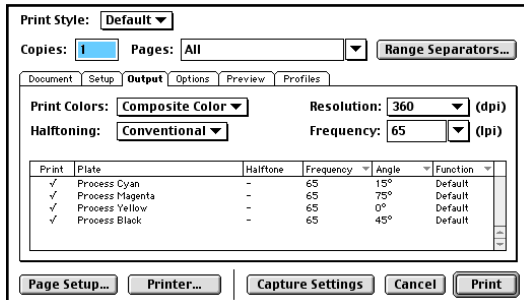 Print Style: Default
Copies: 1 Pages: All Range Separators...
Document Setup Output Options Preview Profiles
Print Colors: Composite Color Resolution: 360 (dpi)
Halftoning: Conventional Frequency: 65 (lpi)
Print Plate Halftone Frequency Angle Function
√ Process Cyan – 65 15° Default
√ Process Magenta – 65 75° Default
√ Process Yellow – 65 0° Default
√ Process Black – 65 45° Default
Page Setup... Printer... Capture Settings Cancel Print